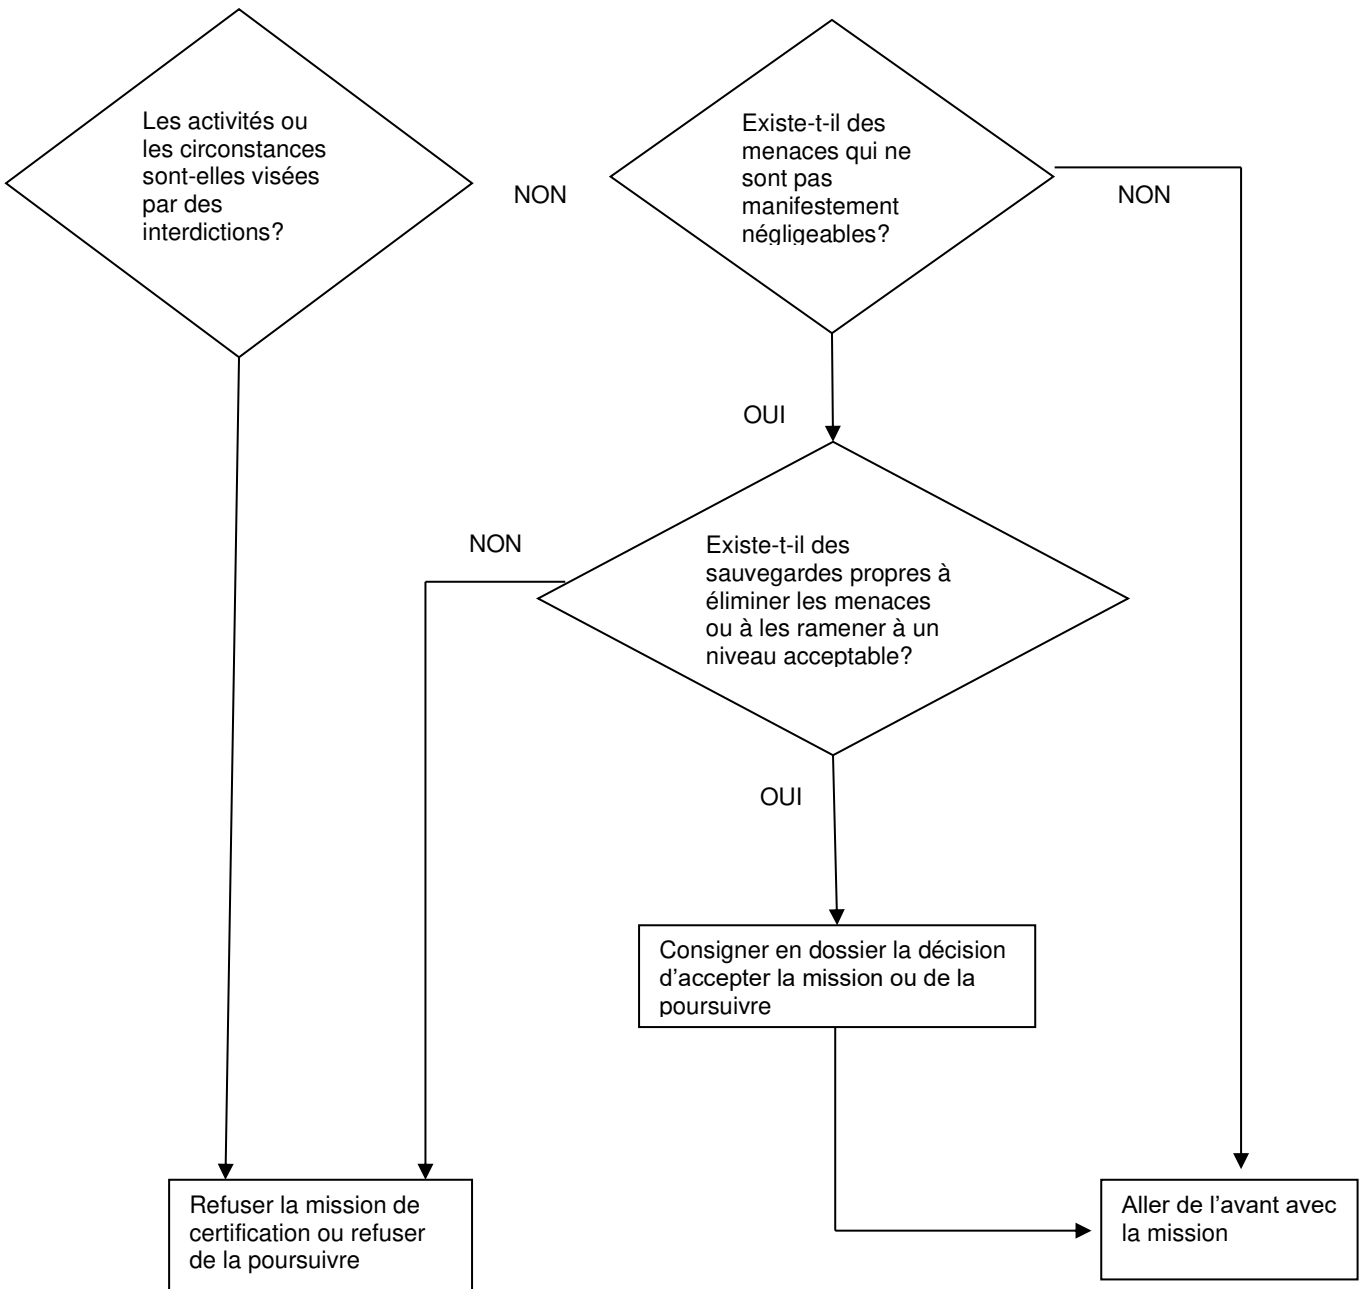 Les activités ou
les circonstances
sont-elles visées
par des
interdictions?
NON
Existe-t-il des
menaces qui ne
sont pas
manifestement
négligeables?
NON
OUI
NON
Existe-t-il des
sauvegardes propres à
éliminer les menaces
ou à les ramener à un
niveau acceptable?
OUI
Consigner en dossier la décision
d’accepter la mission ou de la
poursuivre
Refuser la mission de
certification ou refuser
de la poursuivre
Aller de l’avant avec
la mission